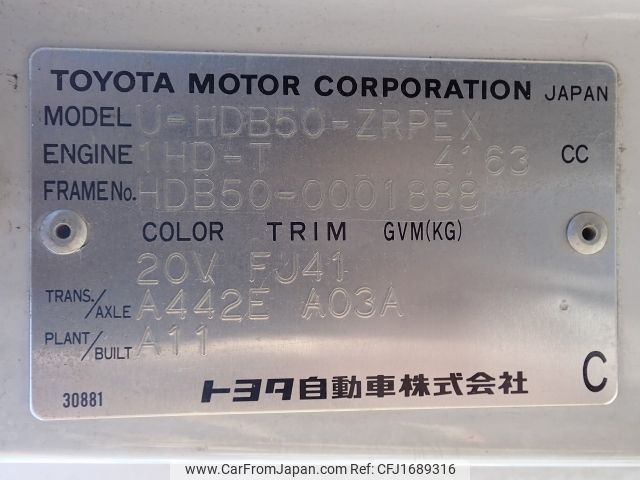 TOYOTA MOTOR CORPORATION JAPAN
MODEL U-HDB50-ZRPEX
ENGINE 1HD-T 4163 CC
FRAME No. HDB50-0001888
COLOR TRIM GVM(KG)
20V FJ41
TRANS./AXLE A442E A03A
PLANT/BUILT A11
30881 トヨタ自動車株式会社 C
www.CarFromJapan.com Photo ID: CFJ1689316